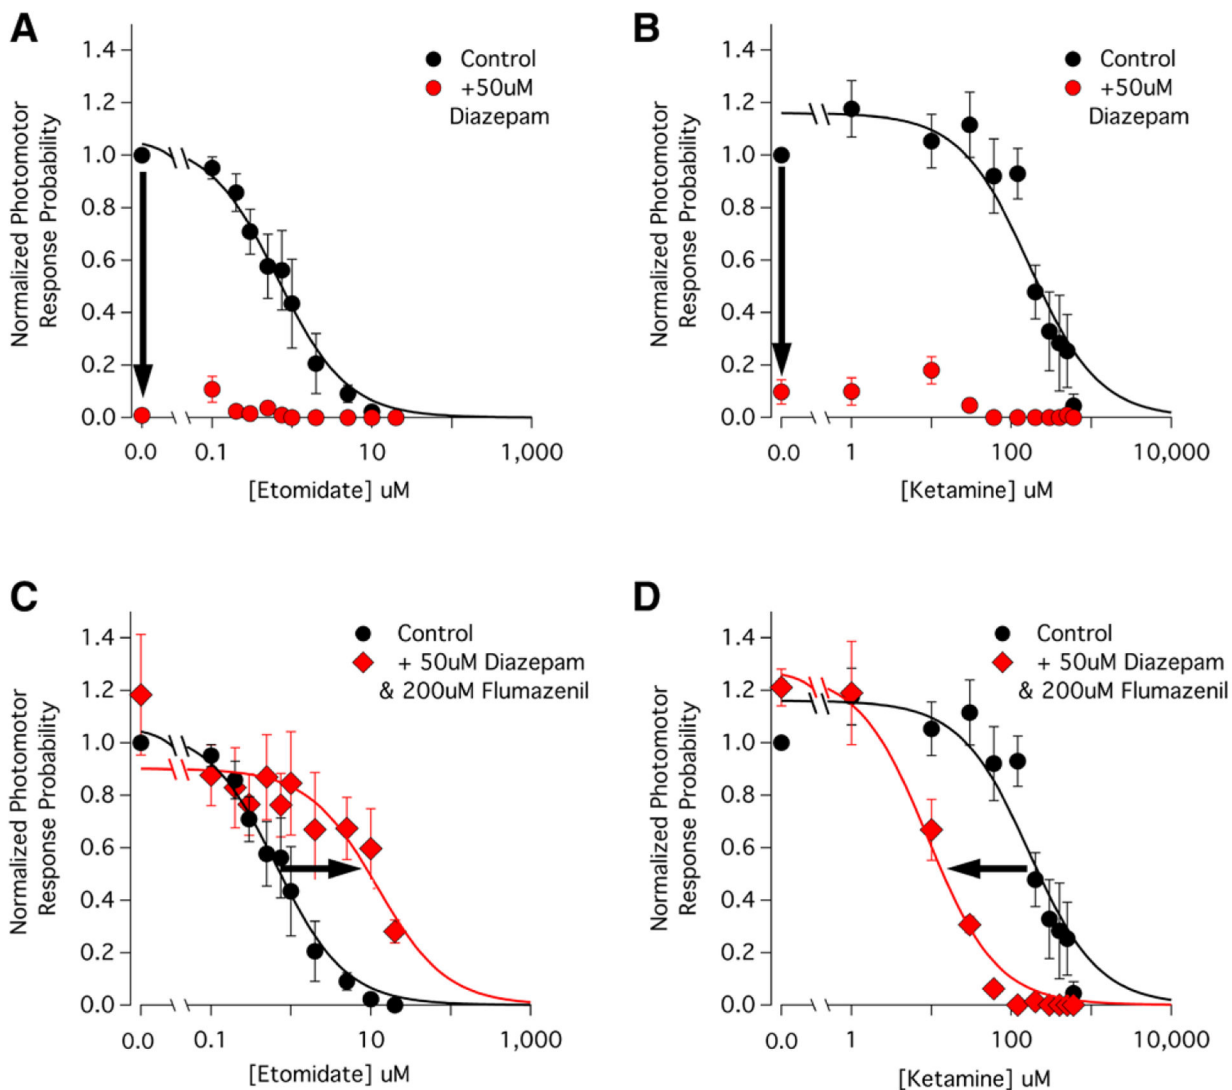 A
Normalized Photomotor
Response Probability
1.4
1.2
1.0
0.8
0.6
0.4
0.2
0.0
Control
+50uM
Diazepam
0.0
0.1
10
1,000
[Etomidate] uM
B
Normalized Photomotor
Response Probability
1.4
1.2
1.0
0.8
0.6
0.4
0.2
0.0
Control
+50uM
Diazepam
0.0
1
100
10,000
[Ketamine] uM
C
Normalized Photomotor
Response Probability
1.4
1.2
1.0
0.8
0.6
0.4
0.2
0.0
Control
+ 50uM Diazepam
& 200uM Flumazenil
0.0
0.1
10
1,000
[Etomidate] uM
D
Normalized Photomotor
Response Probability
1.4
1.2
1.0
0.8
0.6
0.4
0.2
0.0
Control
+ 50uM Diazepam
& 200uM Flumazenil
0.0
1
100
10,000
[Ketamine] uM